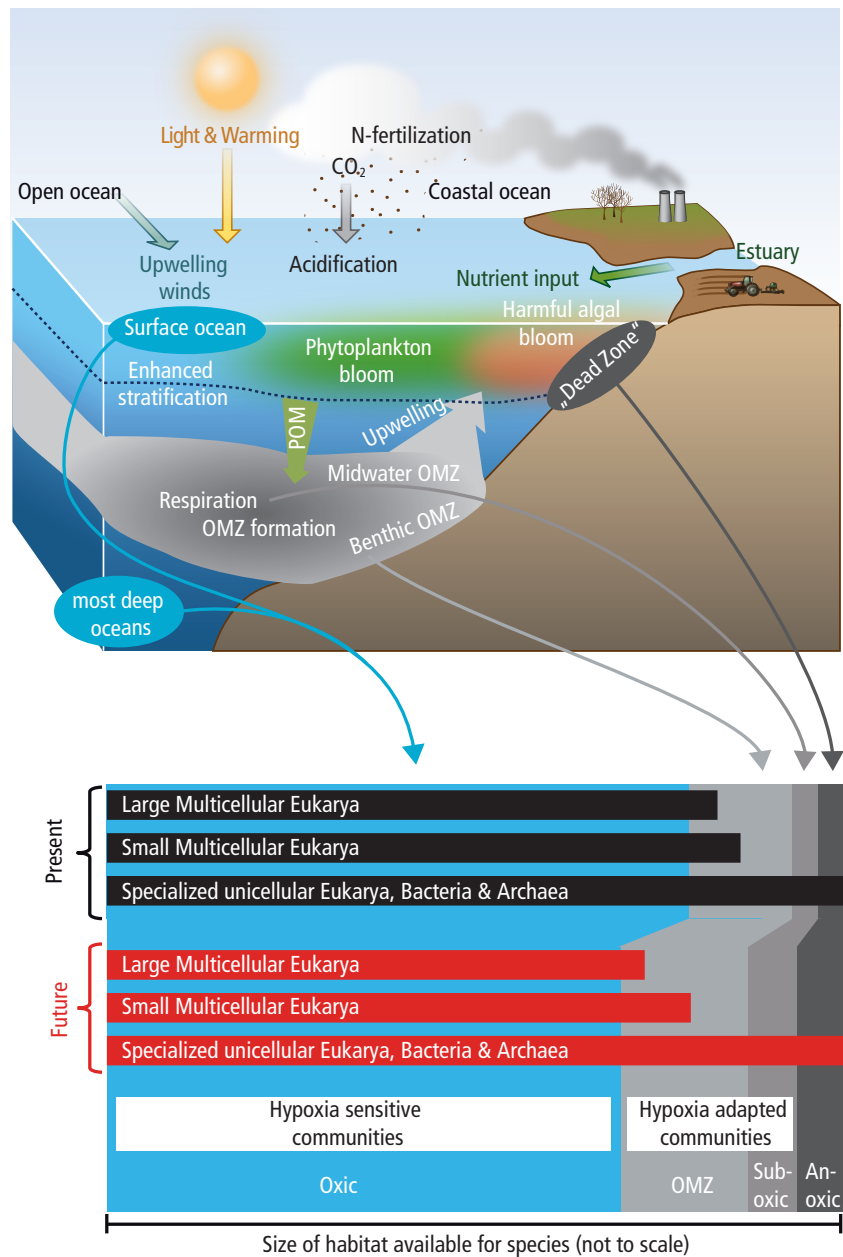 Light & Warming
N-fertilization
CO₂
Open ocean
Coastal ocean
Upwelling
winds
Acidification
Estuary
Nutrient input
Surface ocean
Harmful algal
bloom
Phytoplankton
bloom
"Dead Zone"
Enhanced
stratification
POM
Upwelling
Midwater OMZ
Respiration
OMZ formation
Benthic OMZ
most deep
oceans
Present
Large Multicellular Eukarya
Small Multicellular Eukarya
Specialized unicellular Eukarya, Bacteria & Archaea
Future
Large Multicellular Eukarya
Small Multicellular Eukarya
Specialized unicellular Eukarya, Bacteria & Archaea
Hypoxia sensitive
communities
Hypoxia adapted
communities
Oxic
OMZ
Sub-
oxic
An-
oxic
Size of habitat available for species (not to scale)